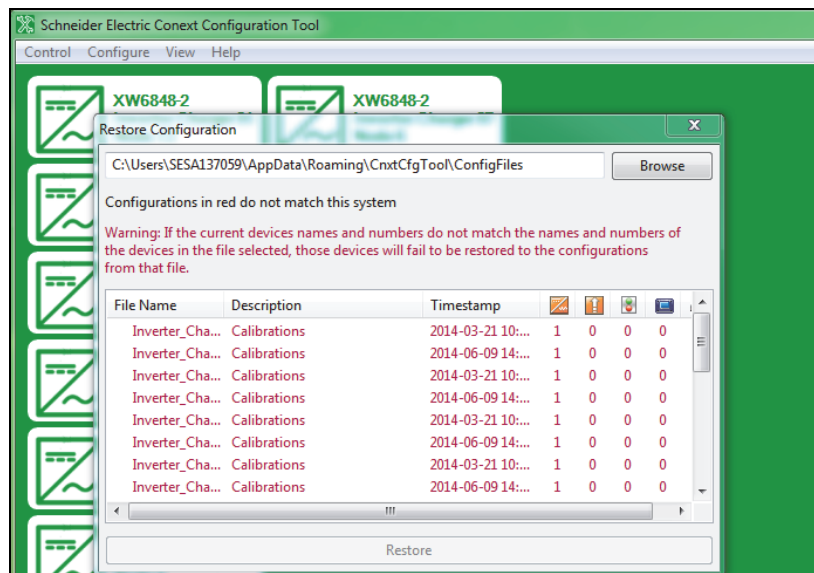 Schneider Electric Conext Configuration Tool
Control Configure View Help
XW6848-2 XW6848-2
Restore Configuration
C:\Users\SESA137059\AppData\Roaming\CnxtCfgTool\ConfigFiles Browse
Configurations in red do not match this system
Warning: If the current devices names and numbers do not match the names and numbers of
the devices in the file selected, those devices will fail to be restored to the configurations
from that file.
File Name Description Timestamp
Inverter_Cha... Calibrations 2014-03-21 10:... 1 0 0 0
Inverter_Cha... Calibrations 2014-06-09 14:... 1 0 0 0
Inverter_Cha... Calibrations 2014-03-21 10:... 1 0 0 0
Inverter_Cha... Calibrations 2014-06-09 14:... 1 0 0 0
Inverter_Cha... Calibrations 2014-03-21 10:... 1 0 0 0
Inverter_Cha... Calibrations 2014-06-09 14:... 1 0 0 0
Inverter_Cha... Calibrations 2014-03-21 10:... 1 0 0 0
Inverter_Cha... Calibrations 2014-06-09 14:... 1 0 0 0
Restore